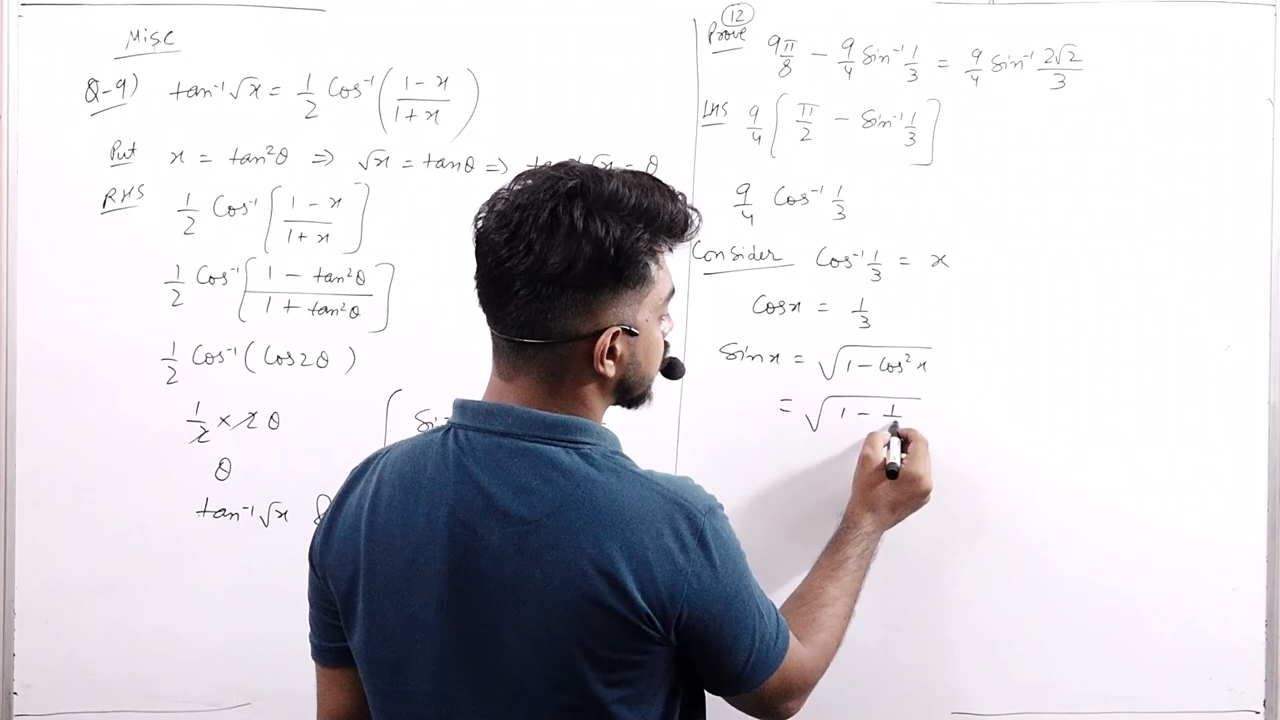 Misc
Q-9) tan⁻¹√x = 1/2 Cos⁻¹(1-x/1+x)
Put x = tan²θ ⇒ √x = tanθ ⇒ tan⁻¹√x = θ
RHS 1/2 Cos⁻¹[1-x/1+x]
1/2 Cos⁻¹[1 - tan²θ/1 + tan²θ]
1/2 Cos⁻¹(Cos2θ)
1/2 × 2θ
θ
tan⁻¹√x
12
Prove 9π/8 - 9/4 Sin⁻¹ 1/3 = 9/4 Sin⁻¹ 2√2/3
LHS 9/4 [π/2 - Sin⁻¹ 1/3]
9/4 Cos⁻¹ 1/3
Consider Cos⁻¹ 1/3 = x
Cosx = 1/3
Sinx = √1-Cos²x
= √1 - 1/